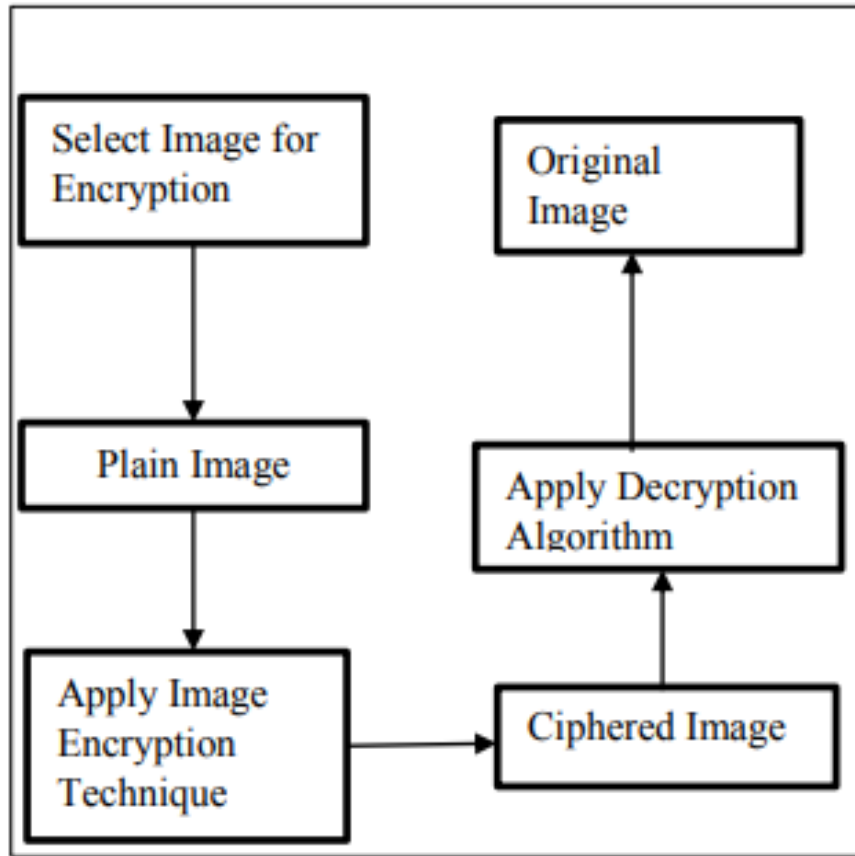 Select Image for
Encryption
Plain Image
Apply Image
Encryption
Technique
Ciphered Image
Apply Decryption
Algorithm
Original
Image